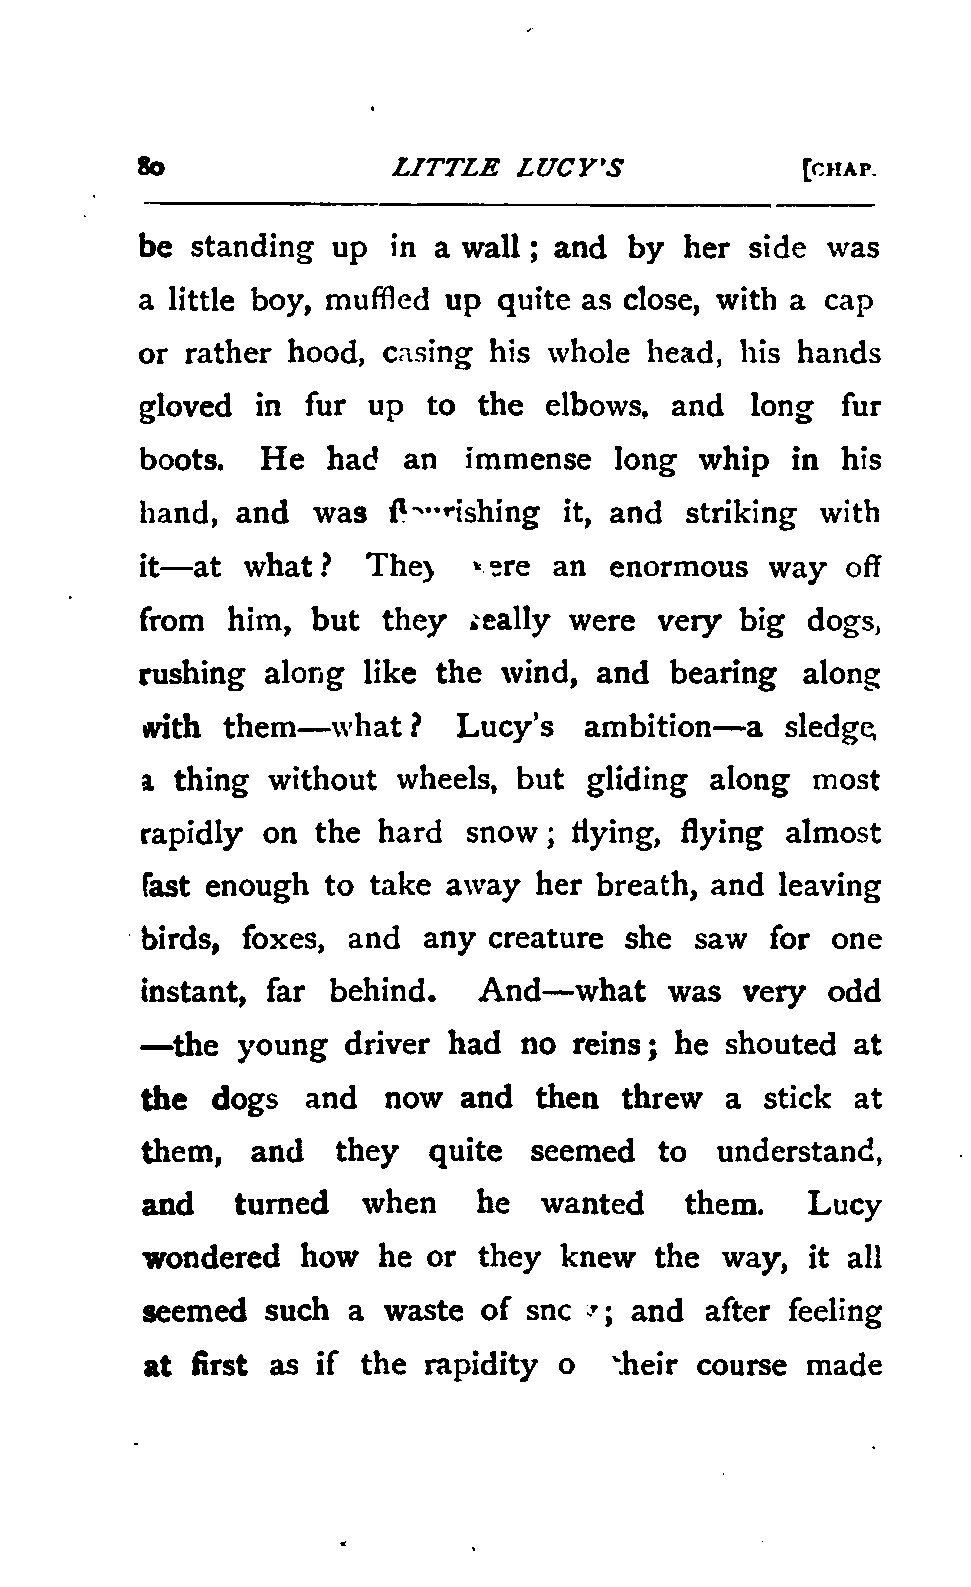 80 LITTLE LUCY'S [CHAP.
be standing up in a wall; and by her side was
a little boy, muffled up quite as close, with a cap
or rather hood, casing his whole head, his hands
gloved in fur up to the elbows, and long fur
boots. He had an immense long whip in his
hand, and was flourishing it, and striking with
it—at what? They were an enormous way off
from him, but they really were very big dogs,
rushing along like the wind, and bearing along
with them—what? Lucy's ambition—a sledge,
a thing without wheels, but gliding along most
rapidly on the hard snow; flying, flying almost
fast enough to take away her breath, and leaving
birds, foxes, and any creature she saw for one
instant, far behind. And—what was very odd
—the young driver had no reins; he shouted at
the dogs and now and then threw a stick at
them, and they quite seemed to understand,
and turned when he wanted them. Lucy
wondered how he or they knew the way, it all
seemed such a waste of snow; and after feeling
at first as if the rapidity of their course made